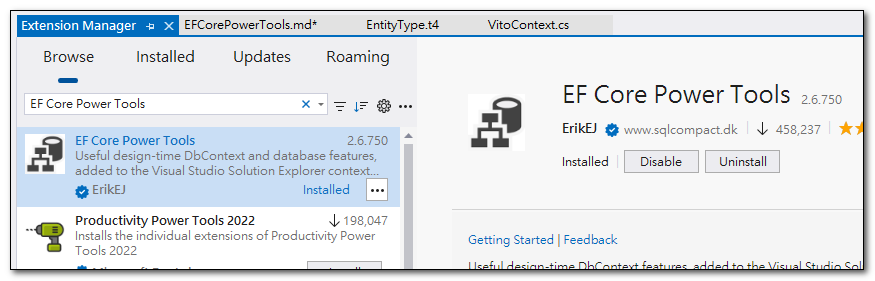 Extension Manager
EFCorePowerTools.md*
EntityType.t4
VitoContext.cs
Browse
Installed
Updates
Roaming
EF Core Power Tools
EF Core Power Tools
2.6.750
Useful design-time DbContext and database features,
added to the Visual Studio Solution Explorer context...
ErikEJ
Installed
Productivity Power Tools 2022
198,047
Installs the individual extensions of Productivity Power
Tools 2022
EF Core Power Tools 2.6.750
ErikEJ
www.sqlcompact.dk
458,237
Installed
Disable
Uninstall
Getting Started | Feedback
Useful design-time DbContext features, added to the Visual Studio Sol